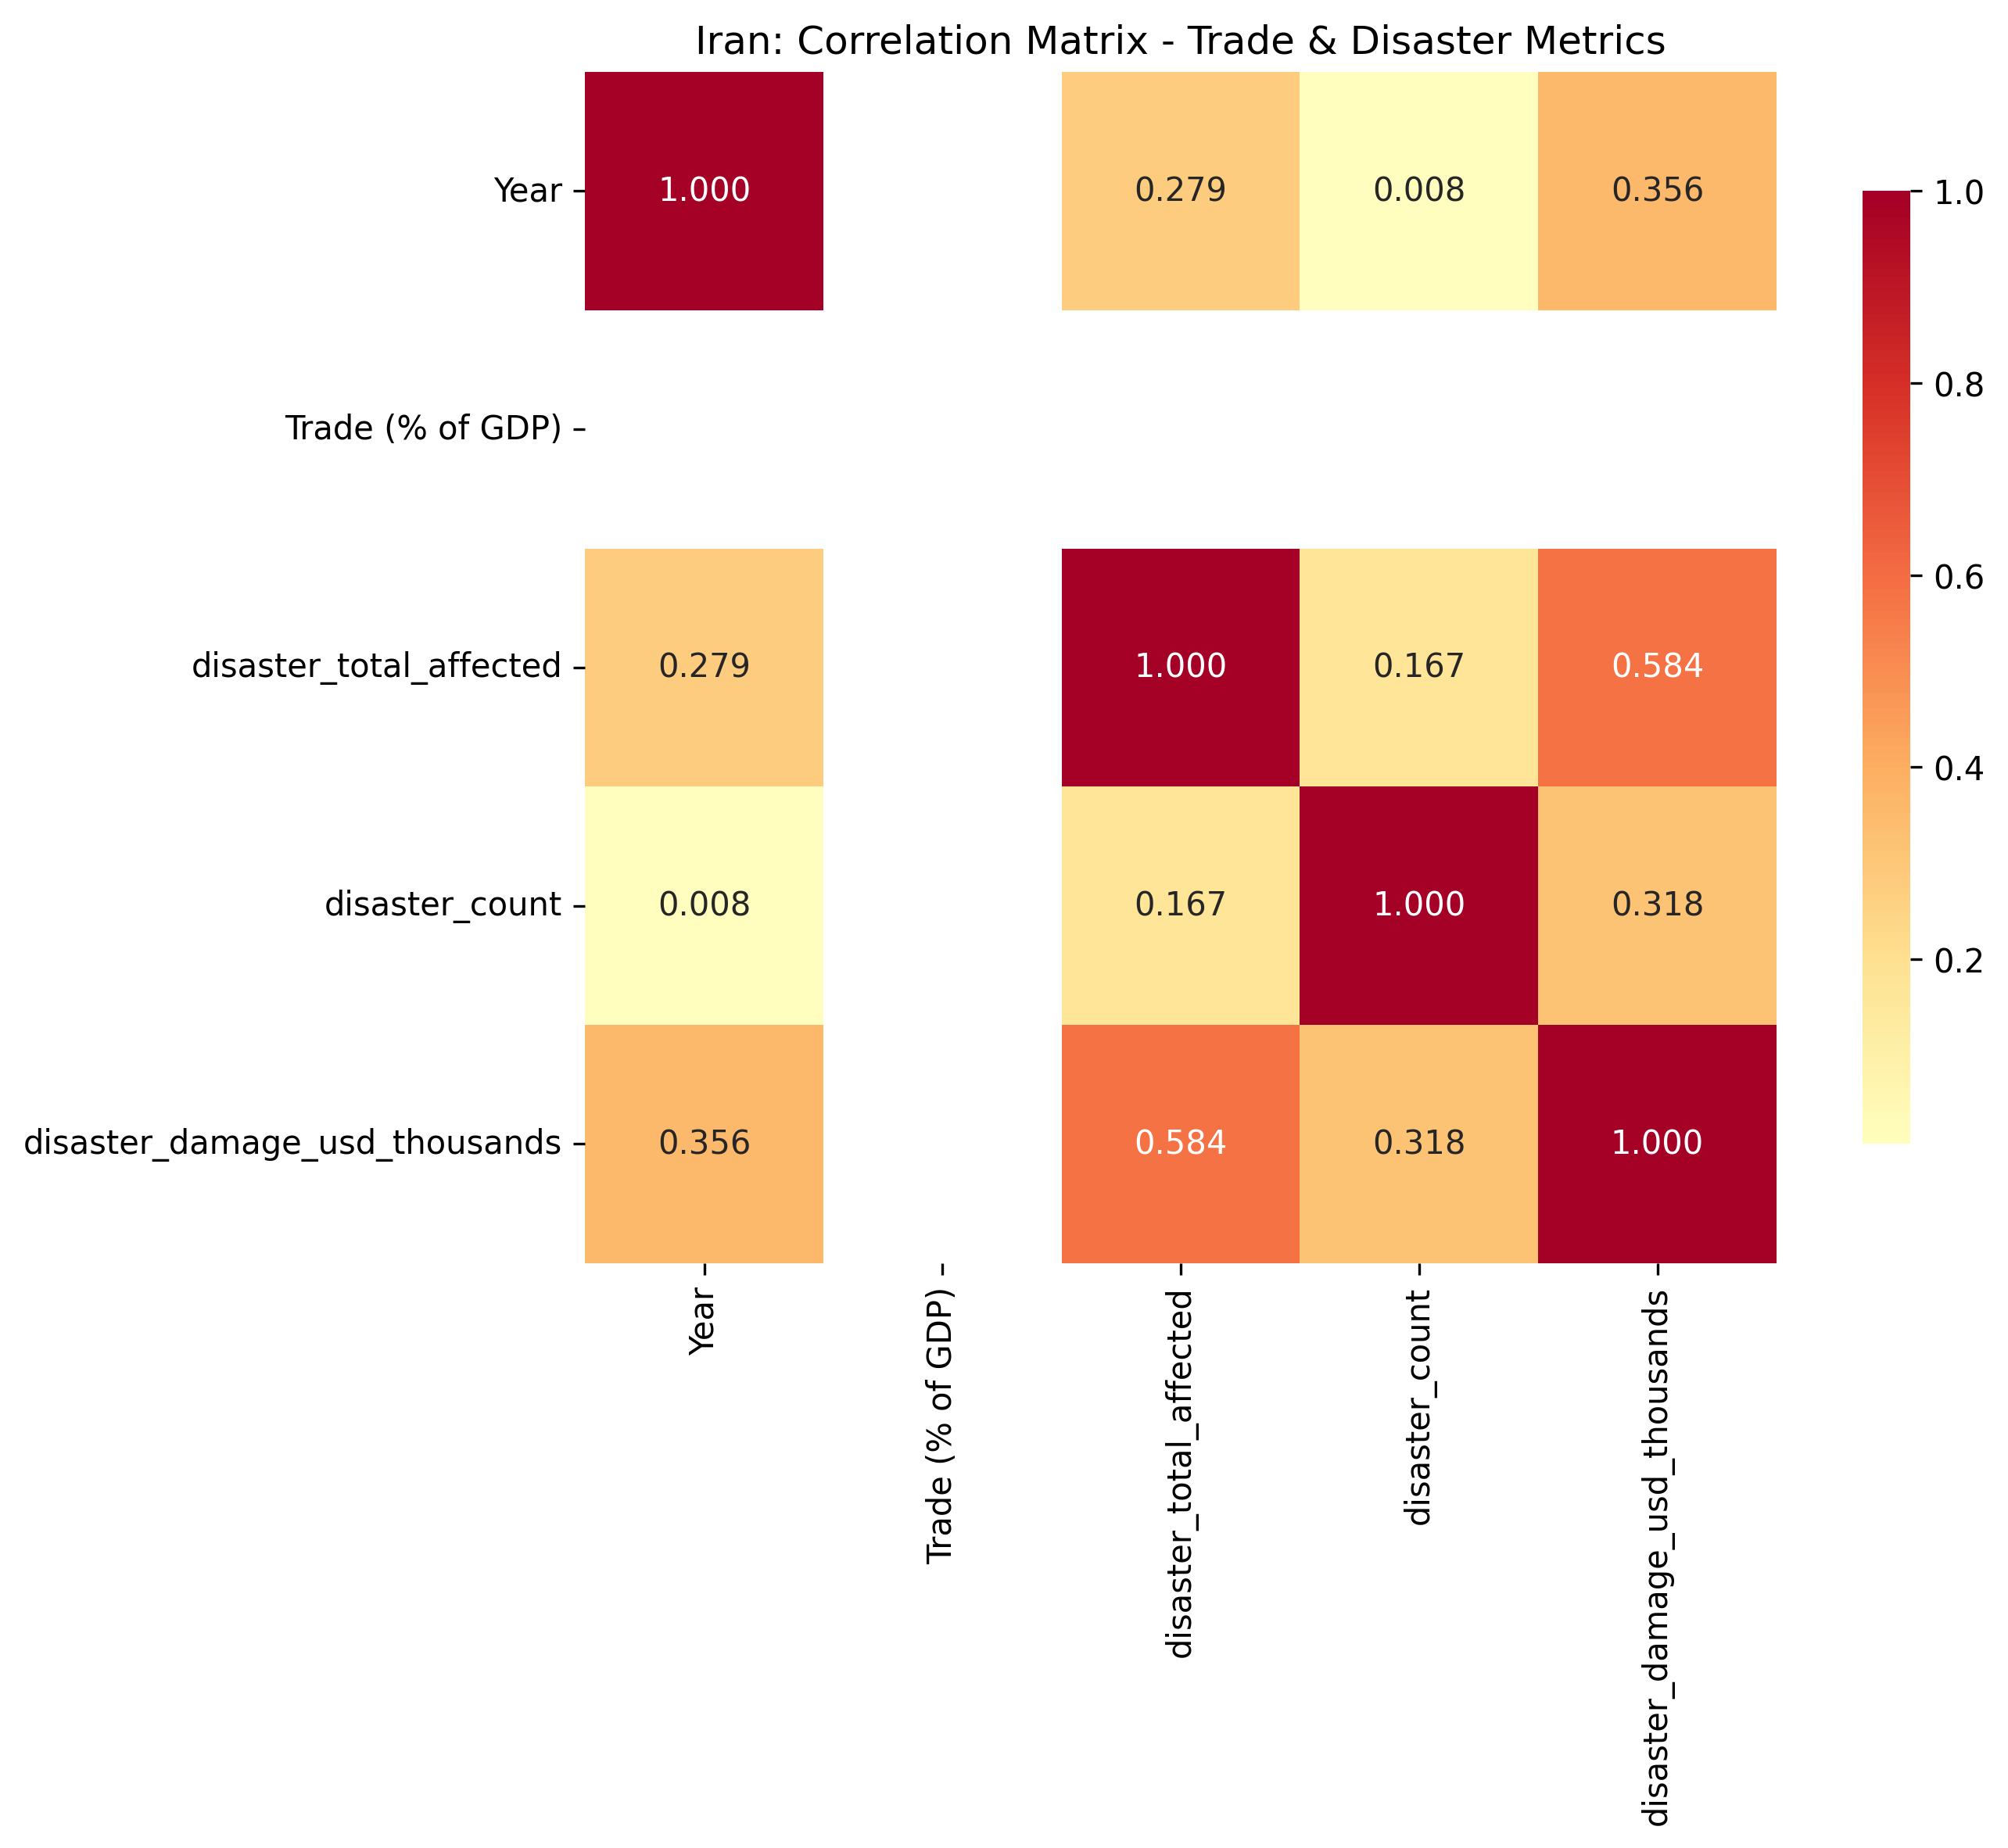 Iran: Correlation Matrix - Trade & Disaster Metrics
Year
1.000
0.279
0.008
0.356
Trade (% of GDP)
disaster_total_affected
0.279
1.000
0.167
0.584
disaster_count
0.008
0.167
1.000
0.318
disaster_damage_usd_thousands
0.356
0.584
0.318
1.000
Year
Trade (% of GDP)
disaster_total_affected
disaster_count
disaster_damage_usd_thousands
1.0
0.8
0.6
0.4
0.2